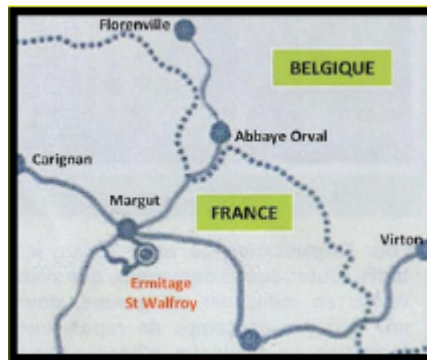 Florenville
BELGIQUE
Abbaye Orval
Carignan
Margut
FRANCE
Virton
Ermitage
St Walfroy